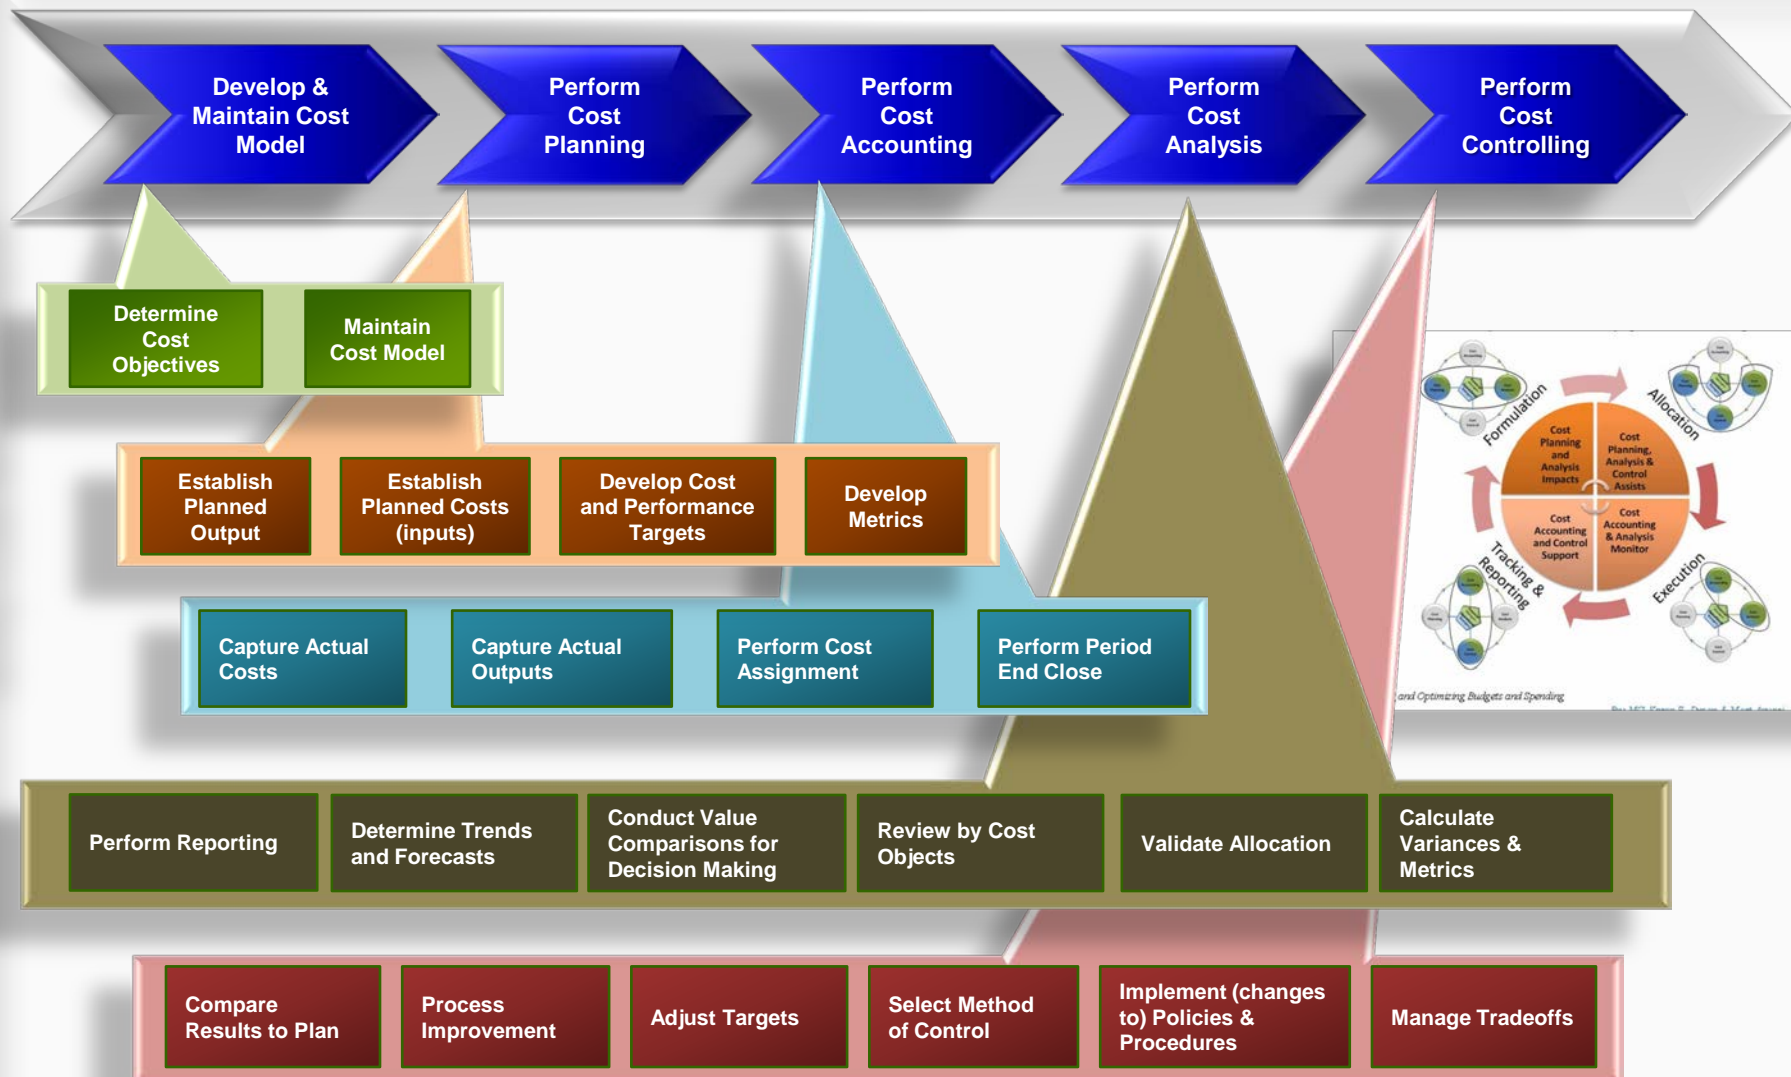 Develop &
Maintain Cost
Model
Perform
Cost
Planning
Perform
Cost
Accounting
Perform
Cost
Analysis
Perform
Cost
Controlling
Determine
Cost
Objectives
Maintain
Cost Model
Establish
Planned
Output
Establish
Planned Costs
(inputs)
Develop Cost
and Performance
Targets
Develop
Metrics
Capture Actual
Costs
Capture Actual
Outputs
Perform Cost
Assignment
Perform Period
End Close
Formulation
Allocation
Execution
Tracking &
Reporting
Cost
Planning
and
Analysis
Impacts
Cost
Planning,
Analysis &
Control
Assists
Cost
Accounting
and Control
Support
Cost
Accounting
& Analysis
Monitor
and Optimizing Budgets and Spending
Perform Reporting
Determine Trends
and Forecasts
Conduct Value
Comparisons for
Decision Making
Review by Cost
Objects
Validate Allocation
Calculate
Variances &
Metrics
Compare
Results to Plan
Process
Improvement
Adjust Targets
Select Method
of Control
Implement (changes
to) Policies &
Procedures
Manage Tradeoffs